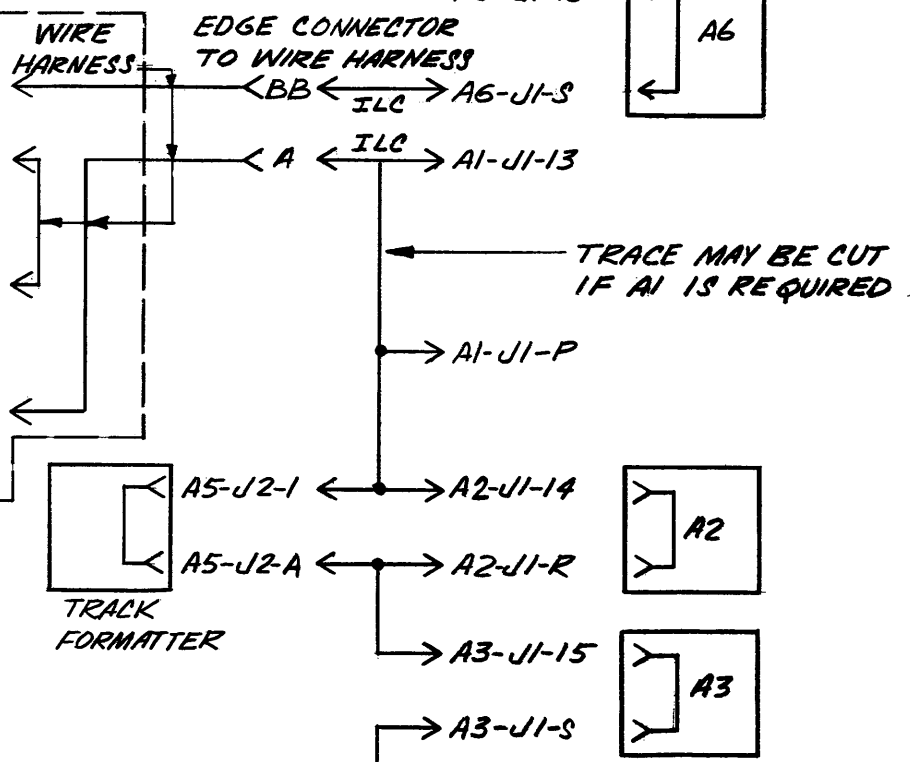 WIRE
HARNESS
EDGE CONNECTOR
TO WIRE HARNESS
A6
BB
ILC
A6-J1-S
ILC
A
A1-J1-13
TRACE MAY BE CUT
IF A1 IS REQUIRED
A1-J1-P
A5-J2-1
A2-J1-14
A2
A5-J2-A
A2-J1-R
TRACK
FORMATTER
A3-J1-15
A3
A3-J1-S